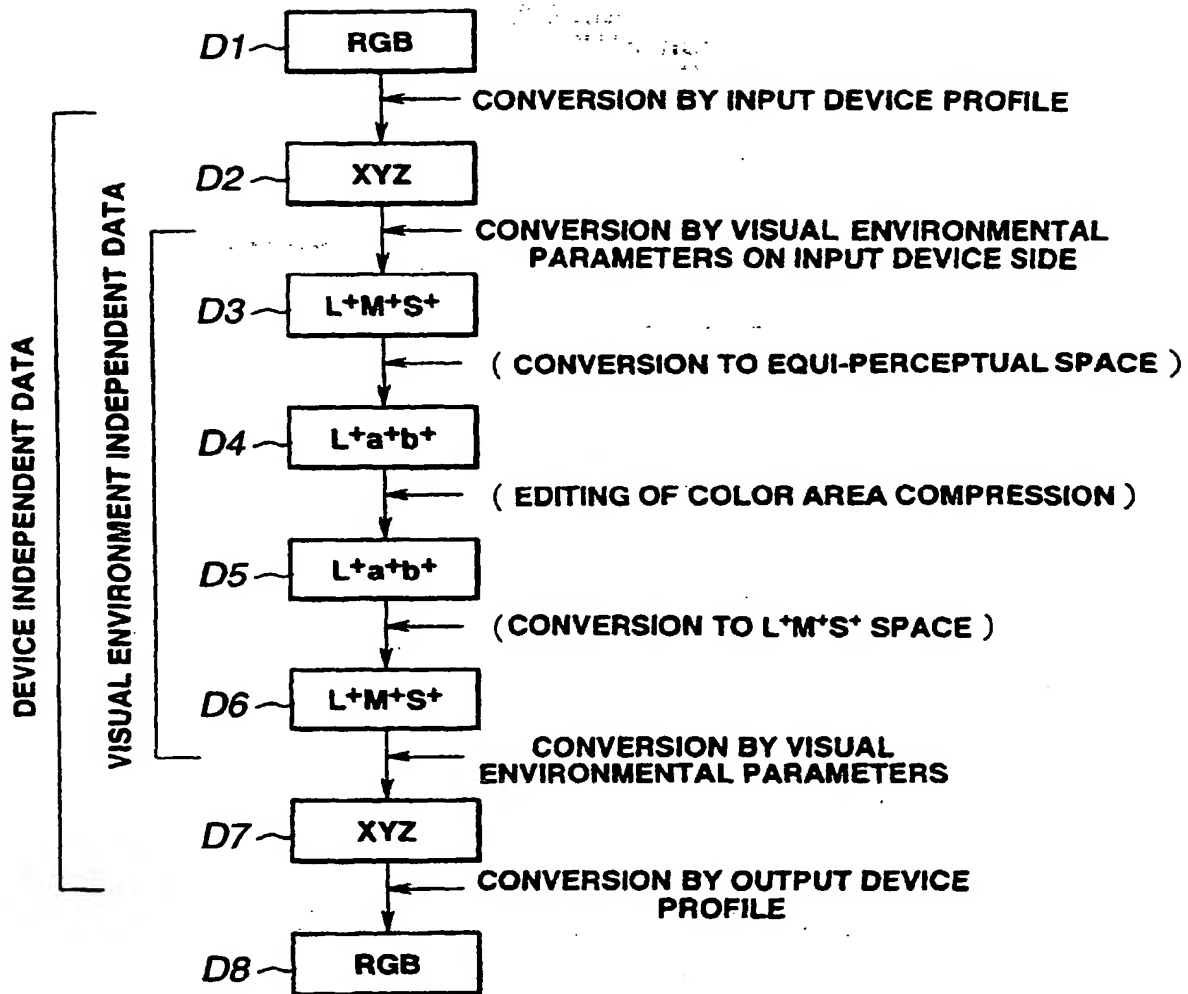 D1 RGB
CONVERSION BY INPUT DEVICE PROFILE
D2 XYZ
CONVERSION BY VISUAL ENVIRONMENTAL
PARAMETERS ON INPUT DEVICE SIDE
D3 L+M+S+
( CONVERSION TO EQUI-PERCEPTUAL SPACE )
D4 L+a+b+
( EDITING OF COLOR AREA COMPRESSION )
D5 L+a+b+
(CONVERSION TO L+M+S+ SPACE )
D6 L+M+S+
CONVERSION BY VISUAL
ENVIRONMENTAL PARAMETERS
D7 XYZ
CONVERSION BY OUTPUT DEVICE
PROFILE
D8 RGB
DEVICE INDEPENDENT DATA
VISUAL ENVIRONMENT INDEPENDENT DATA